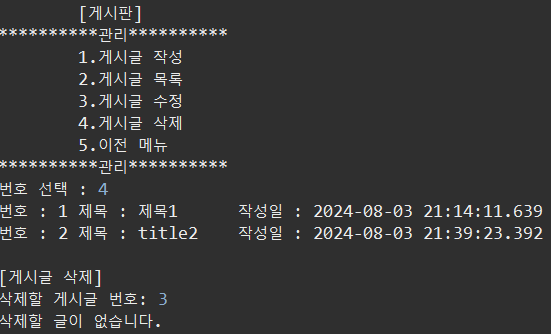 [게시판]
**********관리**********
1.게시글 작성
2.게시글 목록
3.게시글 수정
4.게시글 삭제
5.이전 메뉴
**********관리**********
번호 선택 : 4
번호 : 1 제목 : 제목1 작성일 : 2024-08-03 21:14:11.639
번호 : 2 제목 : title2 작성일 : 2024-08-03 21:39:23.392
[게시글 삭제]
삭제할 게시글 번호: 3
삭제할 글이 없습니다.